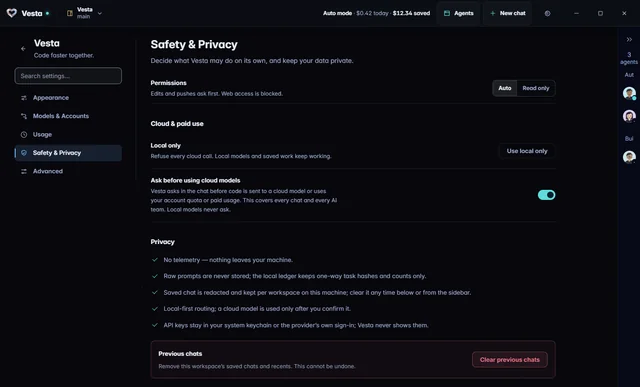 Vesta
Vesta
main
Auto mode · $0.42 today · $12.34 saved
Agents
+ New chat
Vesta
Code faster together.
Search settings...
Appearance
Models & Accounts
Usage
Safety & Privacy
Advanced
Safety & Privacy
Decide what Vesta may do on its own, and keep your data private.
Permissions
Edits and pushes ask first. Web access is blocked.
Auto
Read only
Cloud & paid use
Local only
Refuse every cloud call. Local models and saved work keep working.
Use local only
Ask before using cloud models
Vesta asks in the chat before code is sent to a cloud model or uses
your account quota or paid usage. This covers every chat and every AI
team. Local models never ask.
Privacy
No telemetry — nothing leaves your machine.
Raw prompts are never stored; the local ledger keeps one-way task hashes and counts only.
Saved chat is redacted and kept per workspace on this machine; clear it any time below or from the sidebar.
Local-first routing; a cloud model is used only after you confirm it.
API keys stay in your system keychain or the provider's own sign-in; Vesta never shows them.
Previous chats
Remove this workspace's saved chats and recents. This cannot be undone.
Clear previous chats
3
agents
Aut
Bul